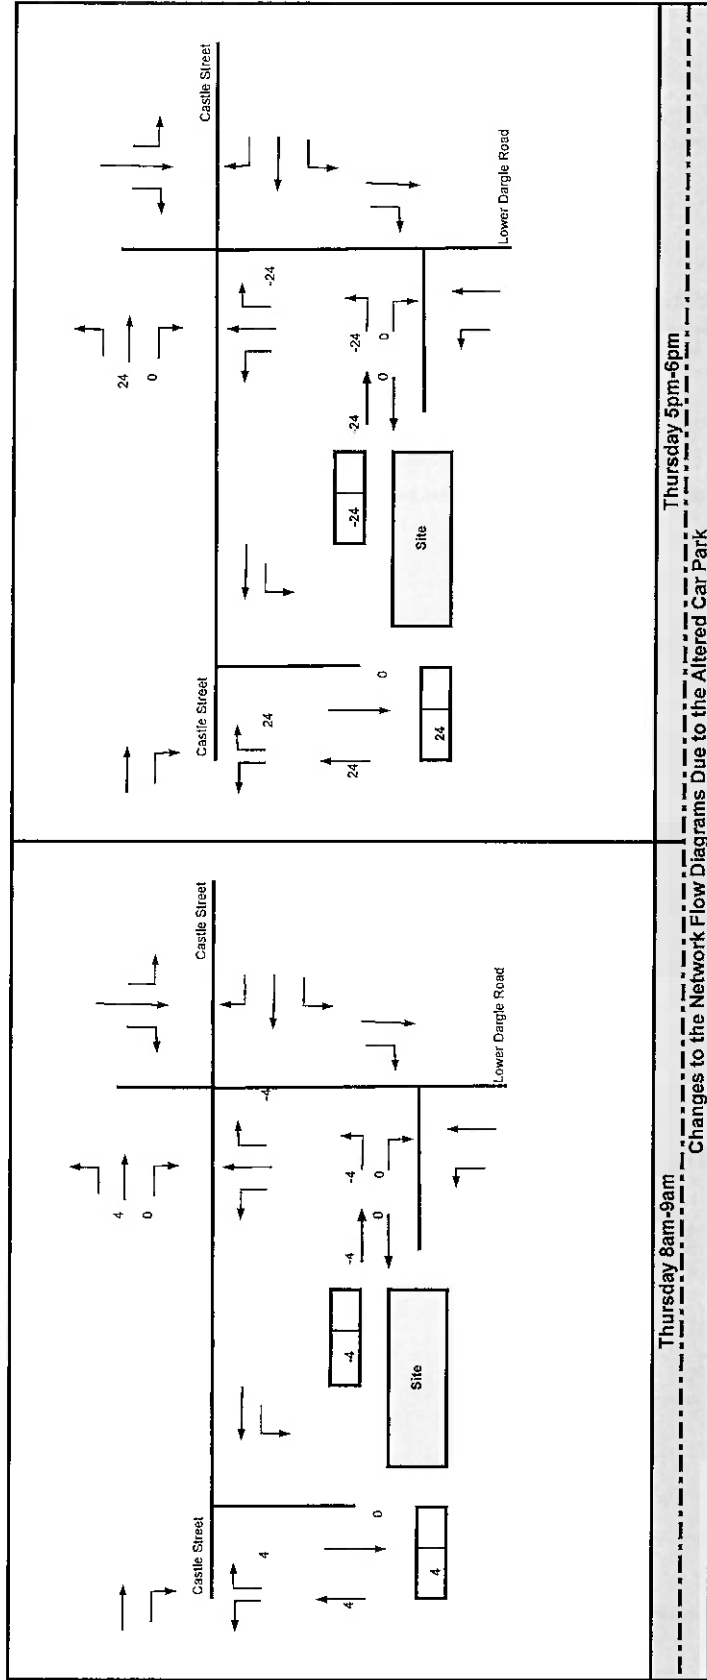 4
0
Castle Street
Castle Street
4
-4
-4
-4
-4
0
0
4
0
4
Site
Lower Dargle Road
Thursday 8am-9am
24
0
Castle Street
Castle Street
24
-24
-24
-24
-24
0
0
24
0
24
Site
Lower Dargle Road
Thursday 5pm-6pm
Changes to the Network Flow Diagrams Due to the Altered Car Park